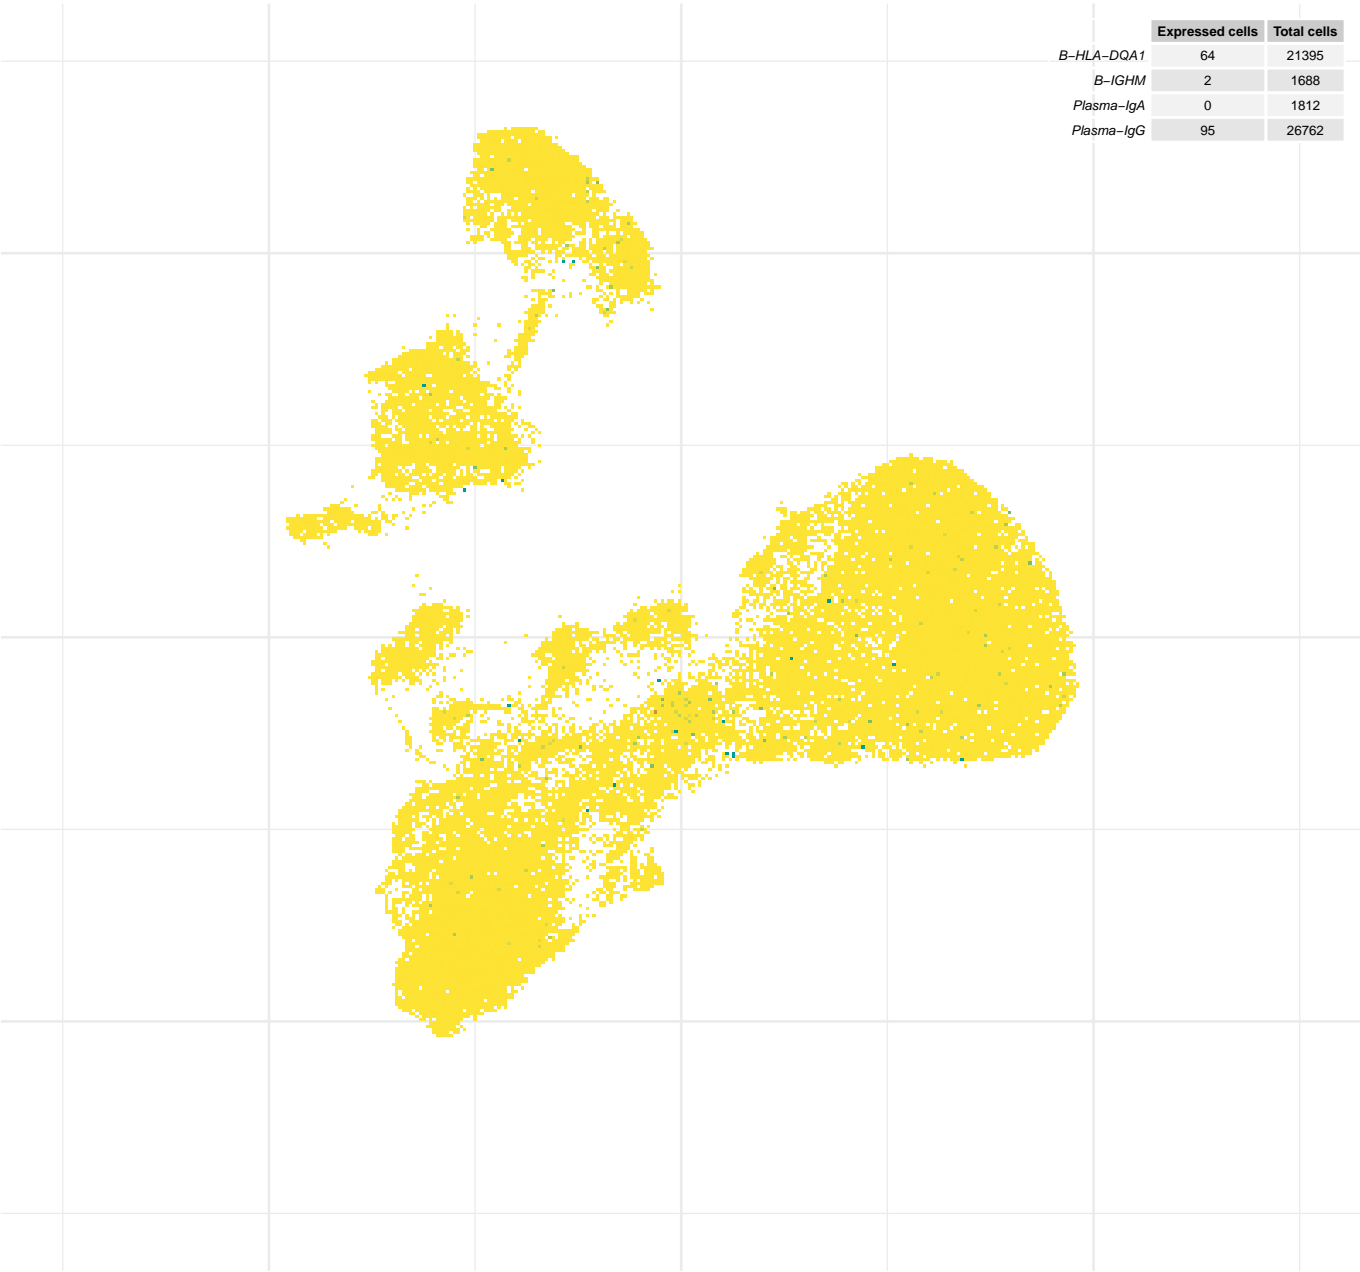 Expressed cells Total cells
B−HLA−DQA1 64 21395
B−IGHM 2 1688
Plasma−IgA 0 1812
Plasma−IgG 95 26762